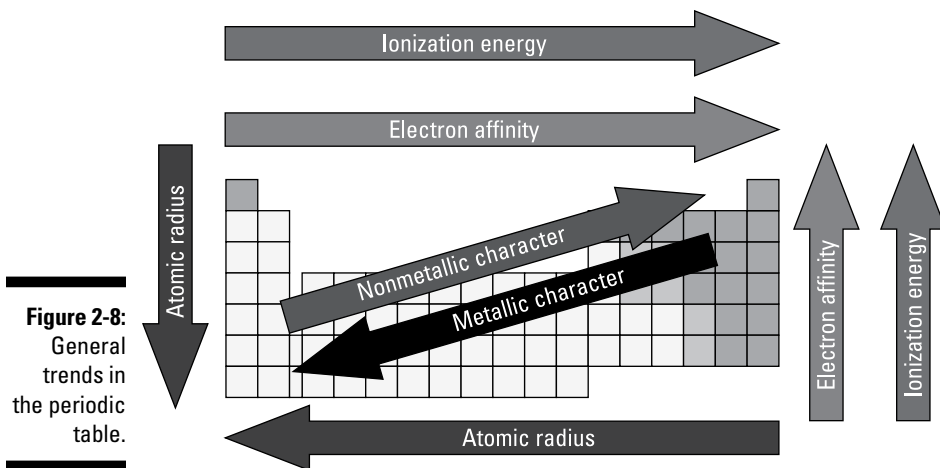 Ionization energy
Electron affinity
Atomic radius
Nonmetallic character
Metallic character
Electron affinity
Ionization energy
Atomic radius
Figure 2-8:
General
trends in
the periodic
table.